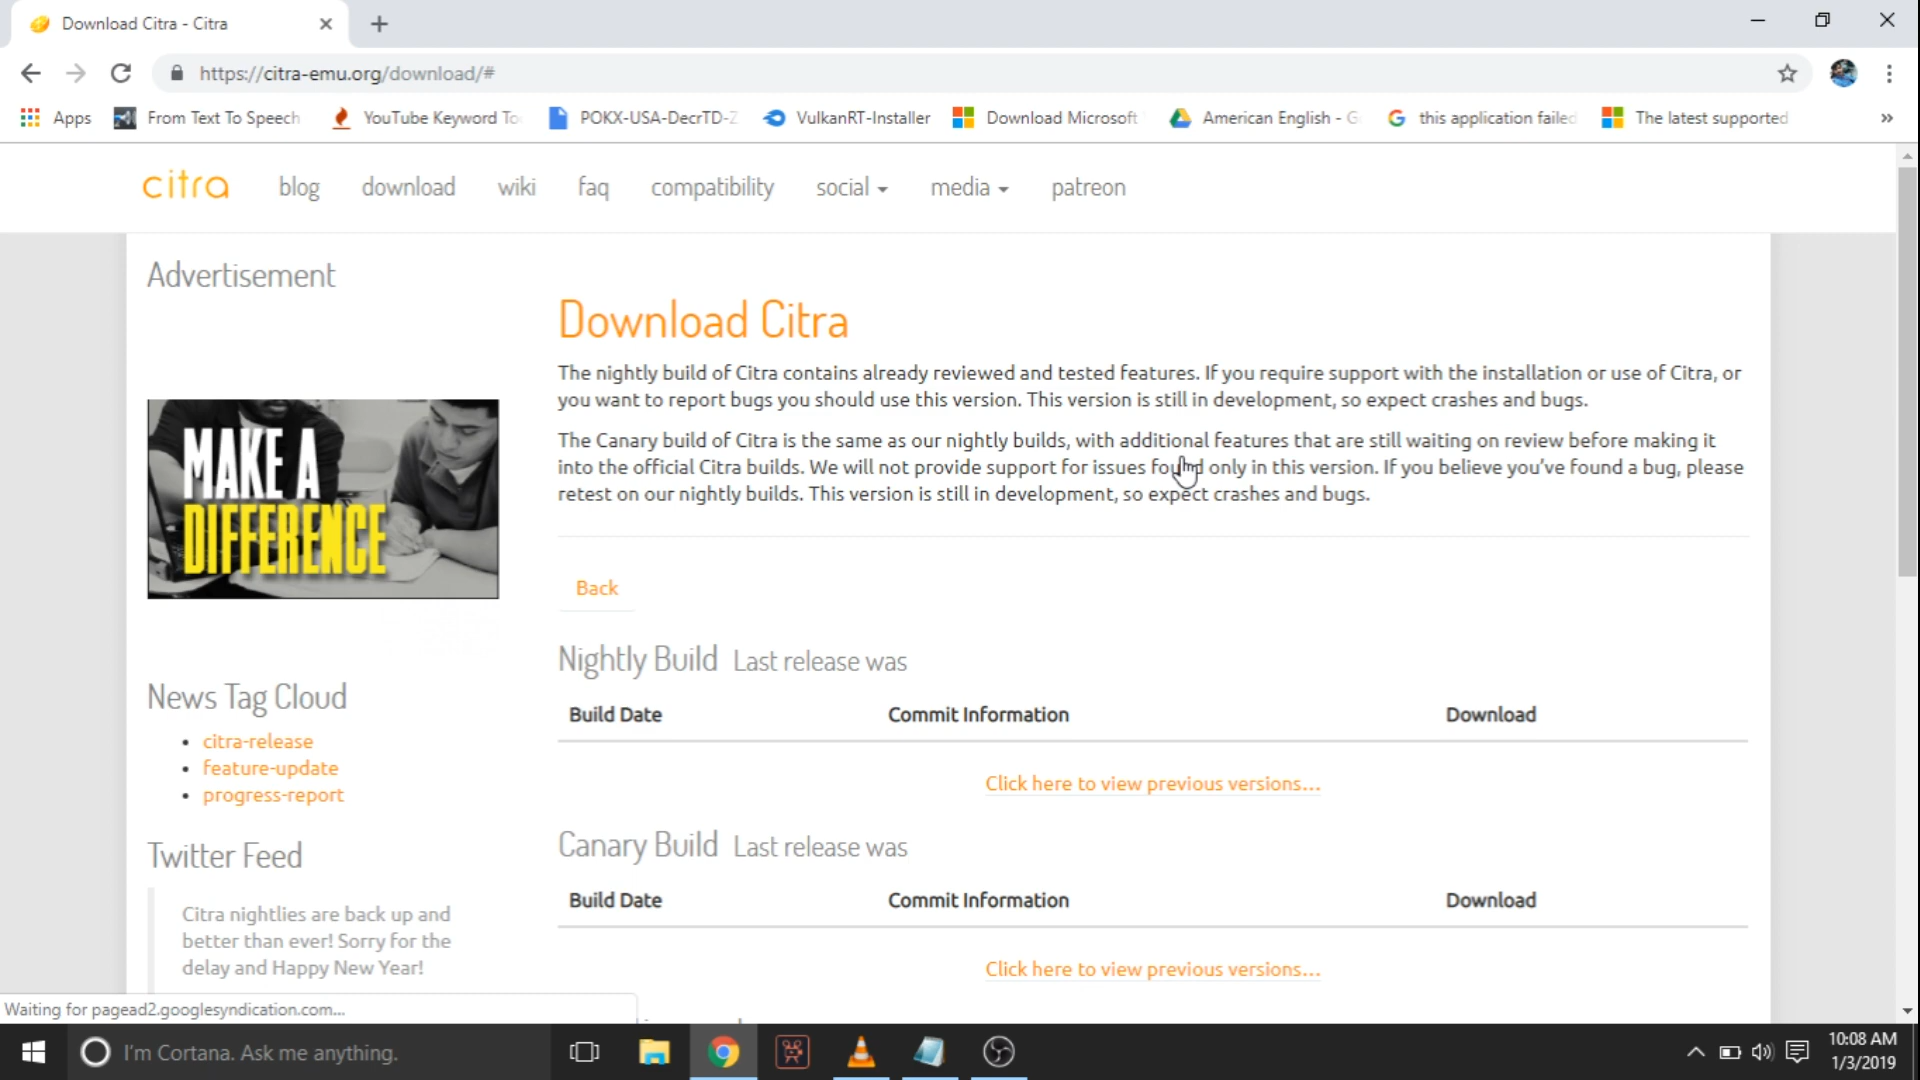 Download Citra - Citra
https://citra-emu.org/download/#
Apps
From Text To Speech
YouTube Keyword To
POKX-USA-DecrTD-Z
VulkanRT-Installer
Download Microsoft
American English - G
this application failed
The latest supported
citra
blog
download
wiki
faq
compatibility
social
media
patreon
Advertisement
MAKE A
DIFFERENCE
Download Citra
The nightly build of Citra contains already reviewed and tested features. If you require support with the installation or use of Citra, or
you want to report bugs you should use this version. This version is still in development, so expect crashes and bugs.
The Canary build of Citra is the same as our nightly builds, with additional features that are still waiting on review before making it
into the official Citra builds. We will not provide support for issues found only in this version. If you believe you've found a bug, please
retest on our nightly builds. This version is still in development, so expect crashes and bugs.
Back
Nightly Build Last release was
Build Date Commit Information Download
Click here to view previous versions...
Canary Build Last release was
Build Date Commit Information Download
Click here to view previous versions...
News Tag Cloud
citra-release
feature-update
progress-report
Twitter Feed
Citra nightlies are back up and
better than ever! Sorry for the
delay and Happy New Year!
Waiting for pagead2.googlesyndication.com...
I'm Cortana. Ask me anything.
10:08 AM
1/3/2019